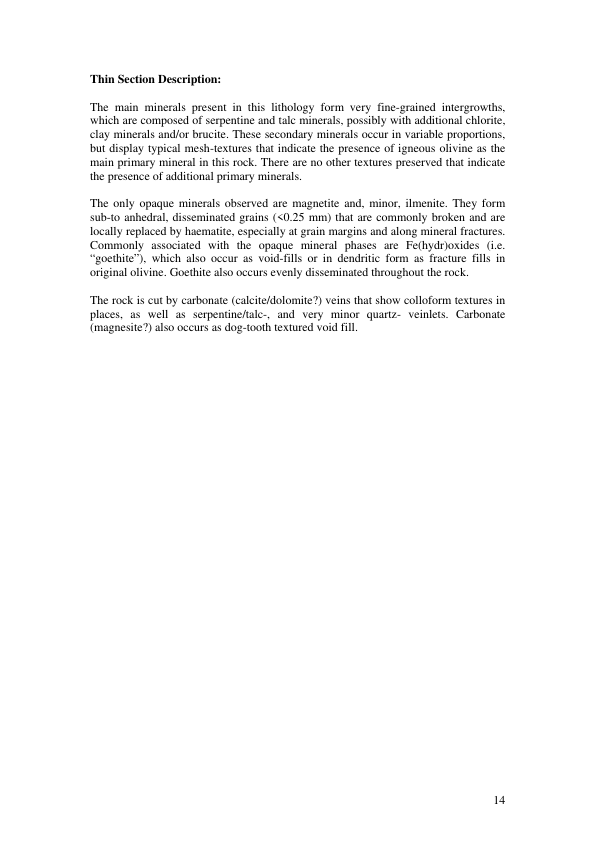 Thin Section Description:
The main minerals present in this lithology form very fine-grained intergrowths,
which are composed of serpentine and talc minerals, possibly with additional chlorite,
clay minerals and/or brucite. These secondary minerals occur in variable proportions,
but display typical mesh-textures that indicate the presence of igneous olivine as the
main primary mineral in this rock. There are no other textures preserved that indicate
the presence of additional primary minerals.
The only opaque minerals observed are magnetite and, minor, ilmenite. They form
sub-to anhedral, disseminated grains (<0.25 mm) that are commonly broken and are
locally replaced by haematite, especially at grain margins and along mineral fractures.
Commonly associated with the opaque mineral phases are Fe(hydr)oxides (i.e.
“goethite”), which also occur as void-fills or in dendritic form as fracture fills in
original olivine. Goethite also occurs evenly disseminated throughout the rock.
The rock is cut by carbonate (calcite/dolomite?) veins that show colloform textures in
places, as well as serpentine/talc-, and very minor quartz- veinlets. Carbonate
(magnesite?) also occurs as dog-tooth textured void fill.
14